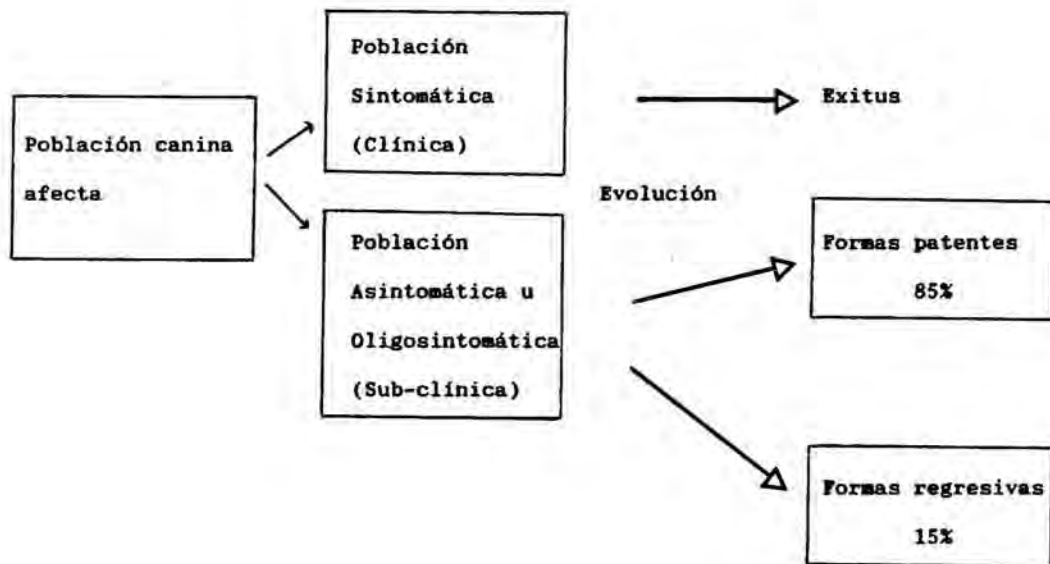 Población canina
afecta
Población
Sintomática
(Clínica)
Exitus
Evolución
Población
Asintomática u
Oligosintomática
(Sub-clínica)
Formas patentes
85%
Formas regresivas
15%